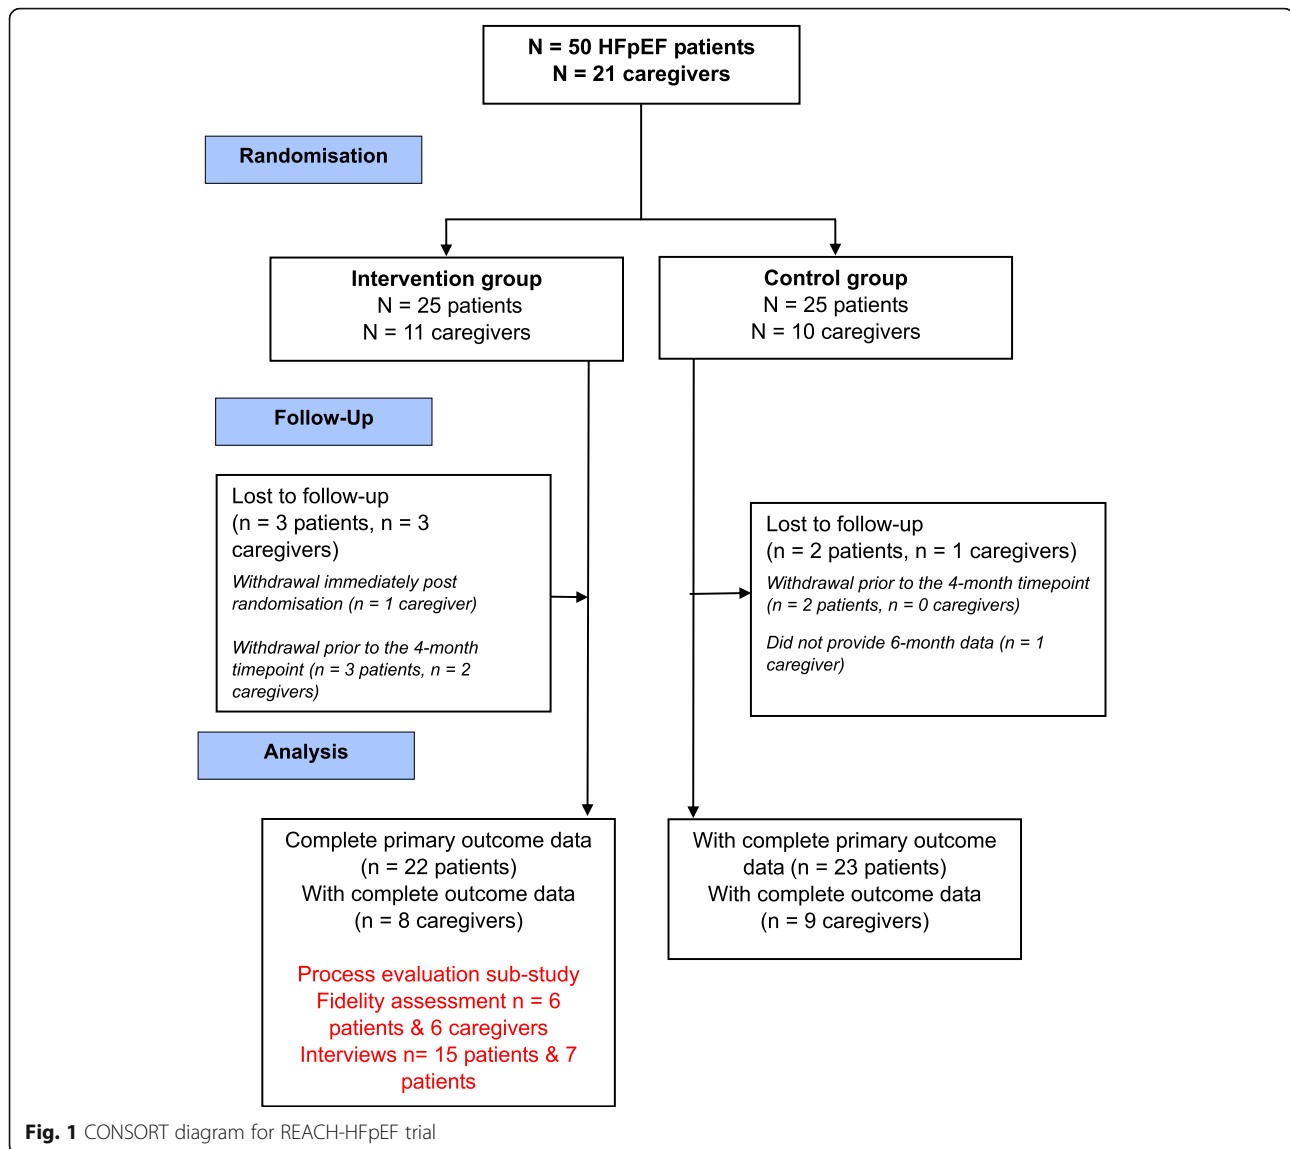 N = 50 HFpEF patients
N = 21 caregivers
Randomisation
Intervention group
N = 25 patients
N = 11 caregivers
Control group
N = 25 patients
N = 10 caregivers
Follow-Up
Lost to follow-up
(n = 3 patients, n = 3
caregivers)
Withdrawal immediately post
randomisation (n = 1 caregiver)
Withdrawal prior to the 4-month
timepoint (n = 3 patients, n = 2
caregivers)
Lost to follow-up
(n = 2 patients, n = 1 caregivers)
Withdrawal prior to the 4-month timepoint
(n = 2 patients, n = 0 caregivers)
Did not provide 6-month data (n = 1
caregiver)
Analysis
Complete primary outcome data
(n = 22 patients)
With complete outcome data
(n = 8 caregivers)
Process evaluation sub-study
Fidelity assessment n = 6
patients & 6 caregivers
Interviews n= 15 patients & 7
patients
With complete primary outcome
data (n = 23 patients)
With complete outcome data
(n = 9 caregivers)
Fig. 1 CONSORT diagram for REACH-HFpEF trial